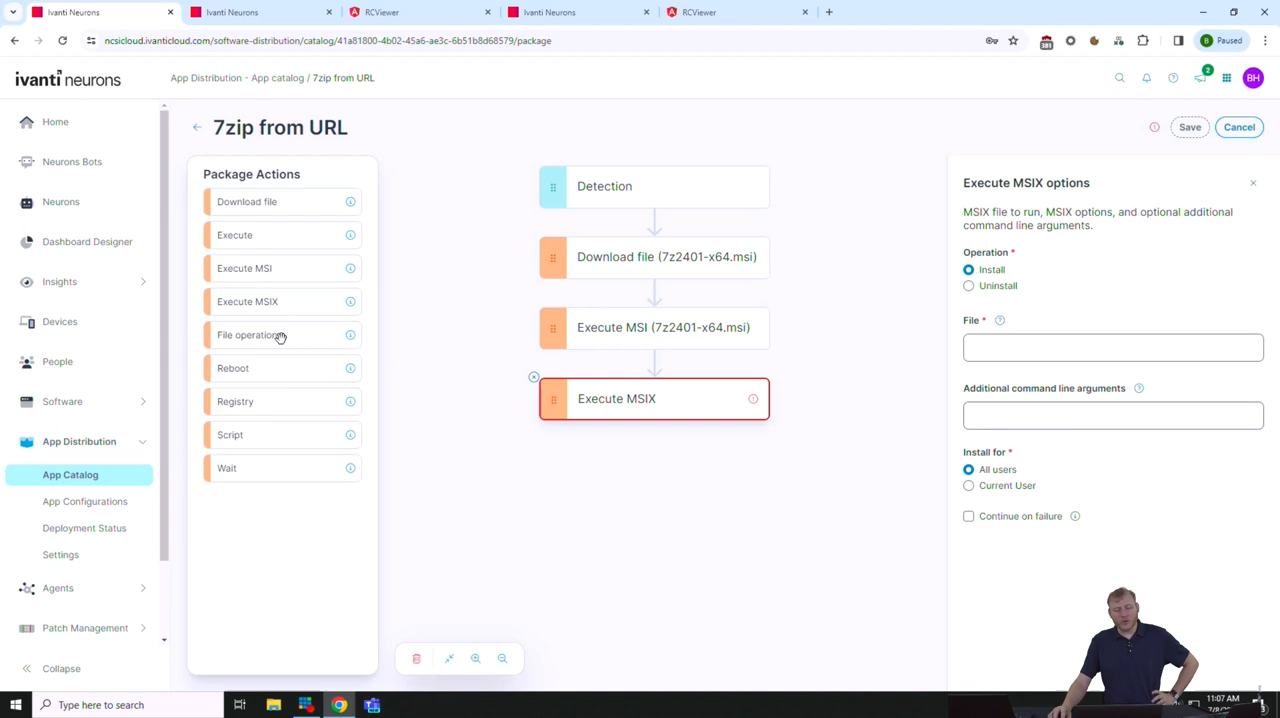 Ivanti Neurons
Ivanti Neurons
RCViewer
Ivanti Neurons
RCViewer
ncsicloud.ivanticloud.com/software-distribution/catalog/41a81800-4b02-45a6-ae3c-6b51b8d68579/package
381
B Paused
ivanti neurons
App Distribution - App catalog / 7zip from URL
2
BH
Home
Neurons Bots
Neurons
Dashboard Designer
Insights
Devices
People
Software
App Distribution
App Catalog
App Configurations
Deployment Status
Settings
Agents
Patch Management
Collapse
7zip from URL
Save
Cancel
Package Actions
Download file
Execute
Execute MSI
Execute MSIX
File operation
Reboot
Registry
Script
Wait
Detection
Download file (7z2401-x64.msi)
Execute MSI (7z2401-x64.msi)
Execute MSIX
Execute MSIX options
MSIX file to run, MSIX options, and optional additional
command line arguments.
Operation *
Install
Uninstall
File *
Additional command line arguments
Install for *
All users
Current User
Continue on failure
Type here to search
11:07 AM